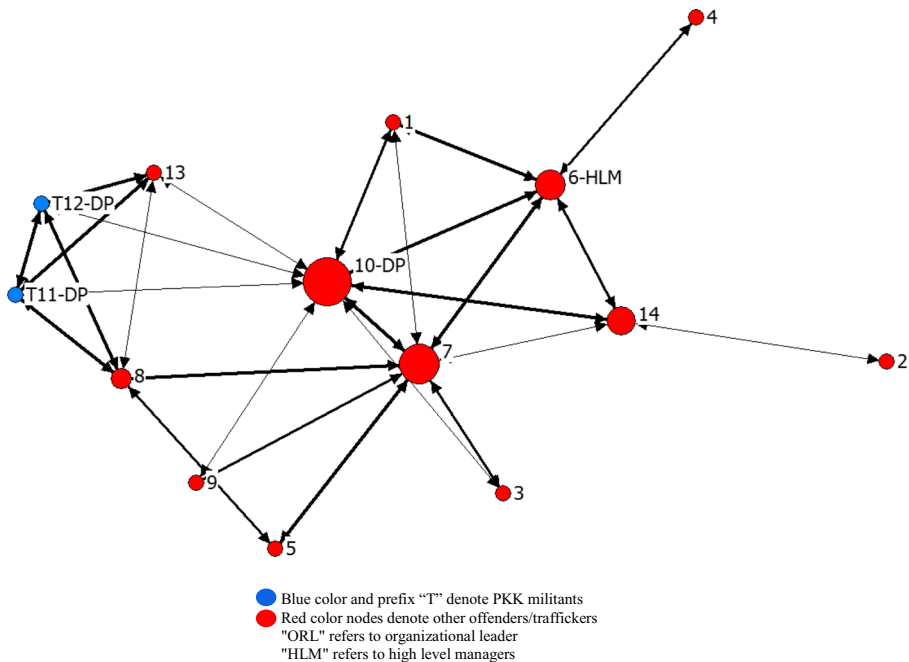 4
1
6-HLM
13
T12-DP
10-DP
T11-DP
14
7
2
8
9
3
5
Blue color and prefix “T” denote PKK militants
Red color nodes denote other offenders/traffickers
"ORL" refers to organizational leader
"HLM" refers to high level managers